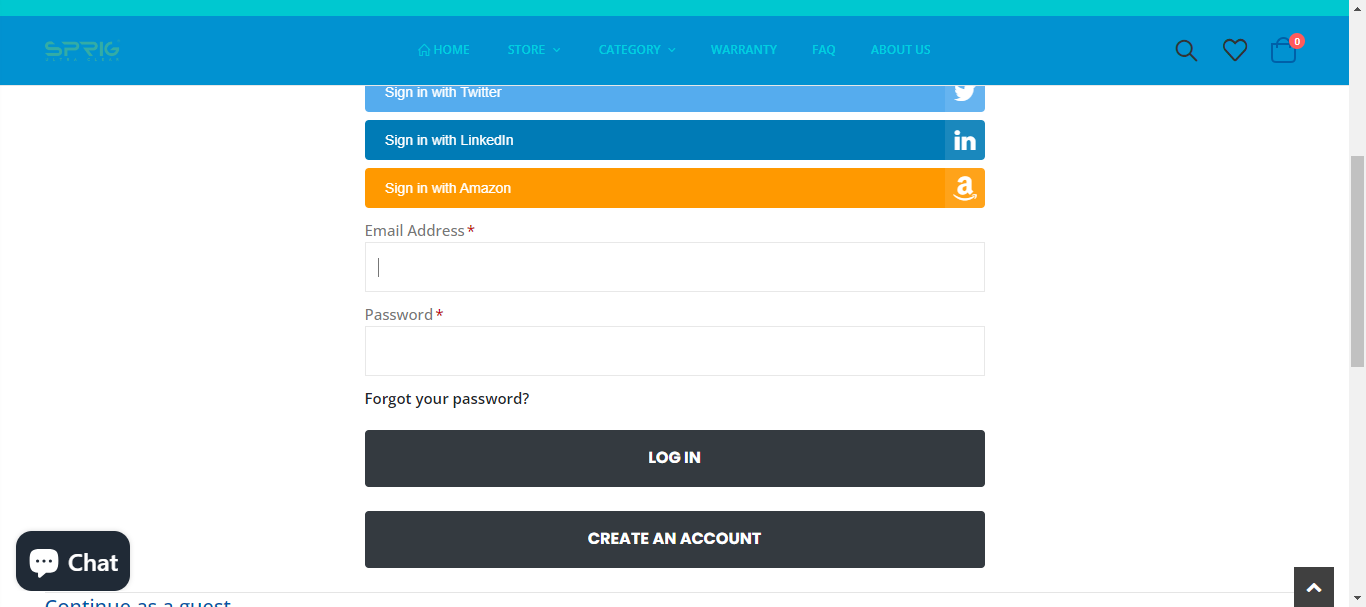 SPRIG
HOME STORE CATEGORY WARRANTY FAQ ABOUT US
0
Sign in with Twitter
Sign in with LinkedIn
in
Sign in with Amazon
a
Email Address*
Password*
Forgot your password?
LOG IN
CREATE AN ACCOUNT
Chat
Continue as a guest